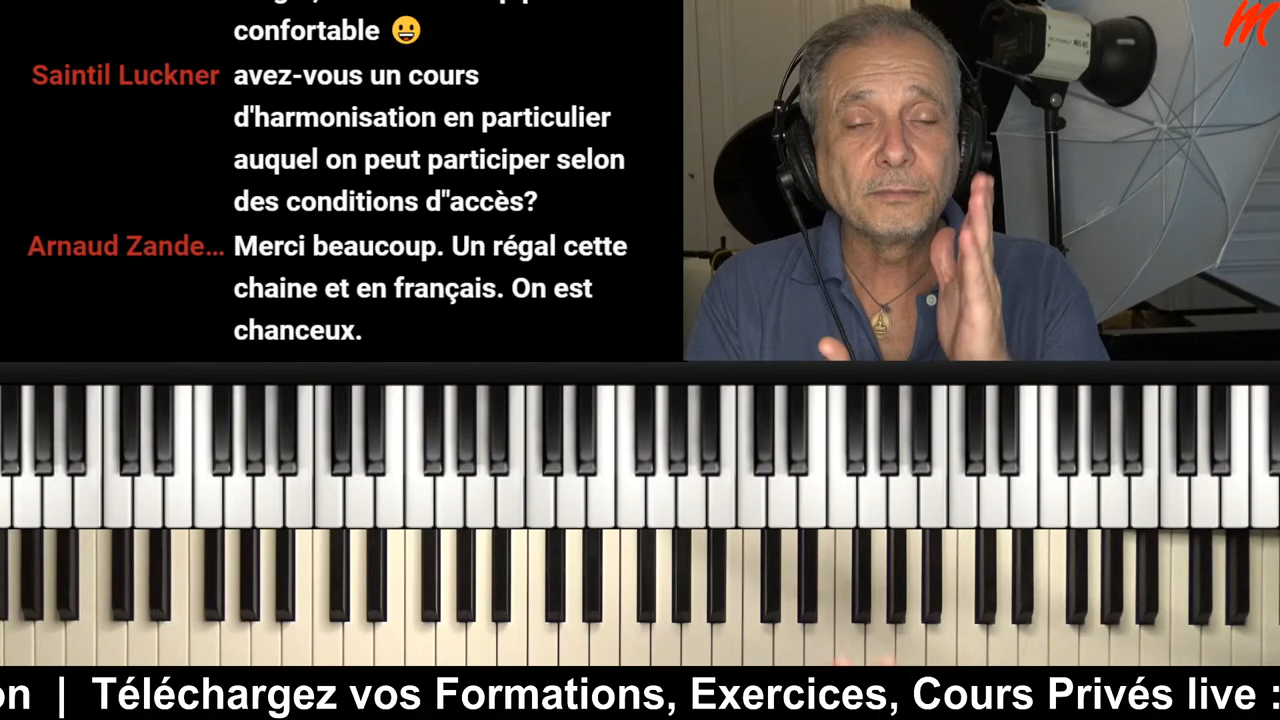 confortable 😀
Saintil Luckner avez-vous un cours
d'harmonisation en particulier
auquel on peut participer selon
des conditions d"accès?
Arnaud Zande... Merci beaucoup. Un régal cette
chaine et en français. On est
chanceux.
M
on | Téléchargez vos Formations, Exercices, Cours Privés live :